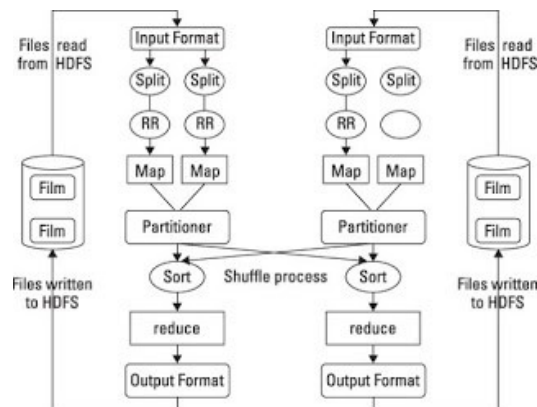 Files read from HDFS
Input Format
Split
Split
RR
RR
Map
Map
Partitioner
Film
Film
Files written
to HDFS
Sort
reduce
Output Format
Shuffle process
Input Format
Split
Split
RR
Map
Map
Partitioner
Sort
reduce
Output Format
Files read
from HDFS
Film
Film
Files written
to HDFS